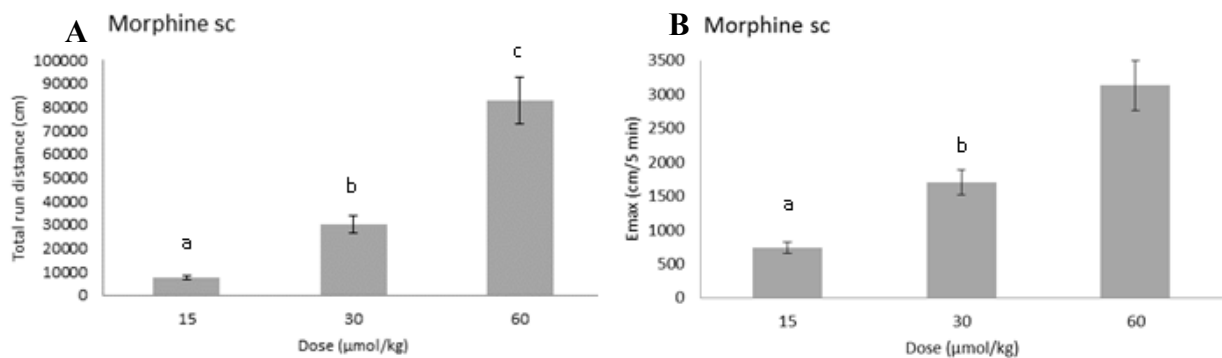 A Morphine sc
100000
90000
80000
70000
60000
50000
40000
30000
20000
10000
0
Total run distance (cm)
a
b
c
15 30 60
Dose (µmol/kg)
B Morphine sc
3500
3000
2500
2000
1500
1000
500
0
Emax (cm/5 min)
a
b
15 30 60
Dose (µmol/kg)